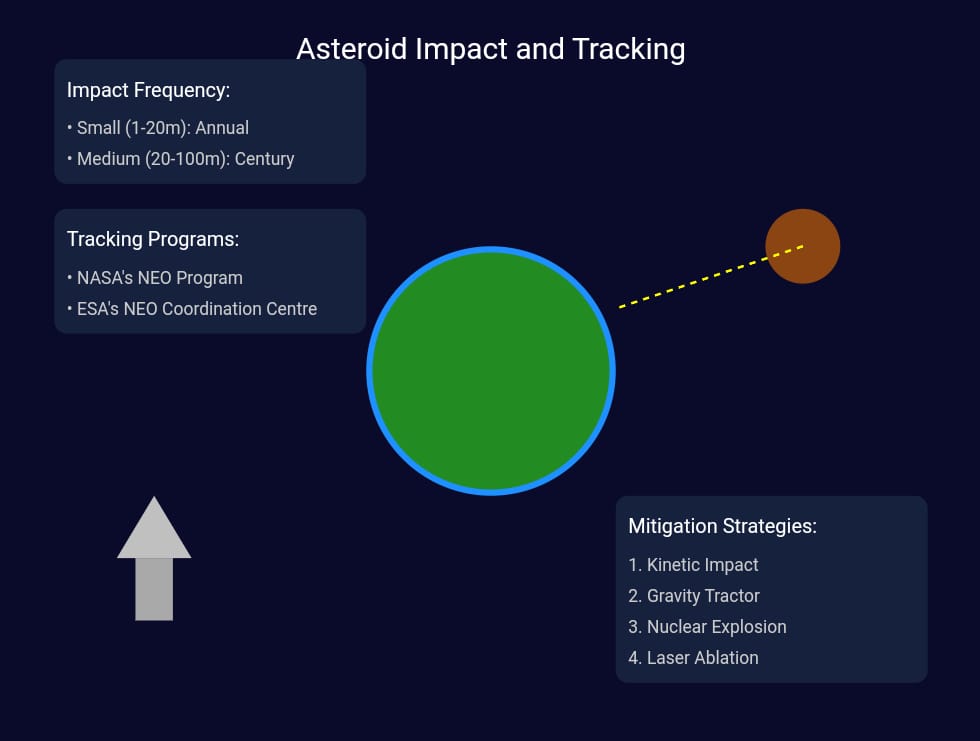 Asteroid Impact and Tracking
Impact Frequency:
• Small (1-20m): Annual
• Medium (20-100m): Century
Tracking Programs:
• NASA's NEO Program
• ESA's NEO Coordination Centre
Mitigation Strategies:
1. Kinetic Impact
2. Gravity Tractor
3. Nuclear Explosion
4. Laser Ablation